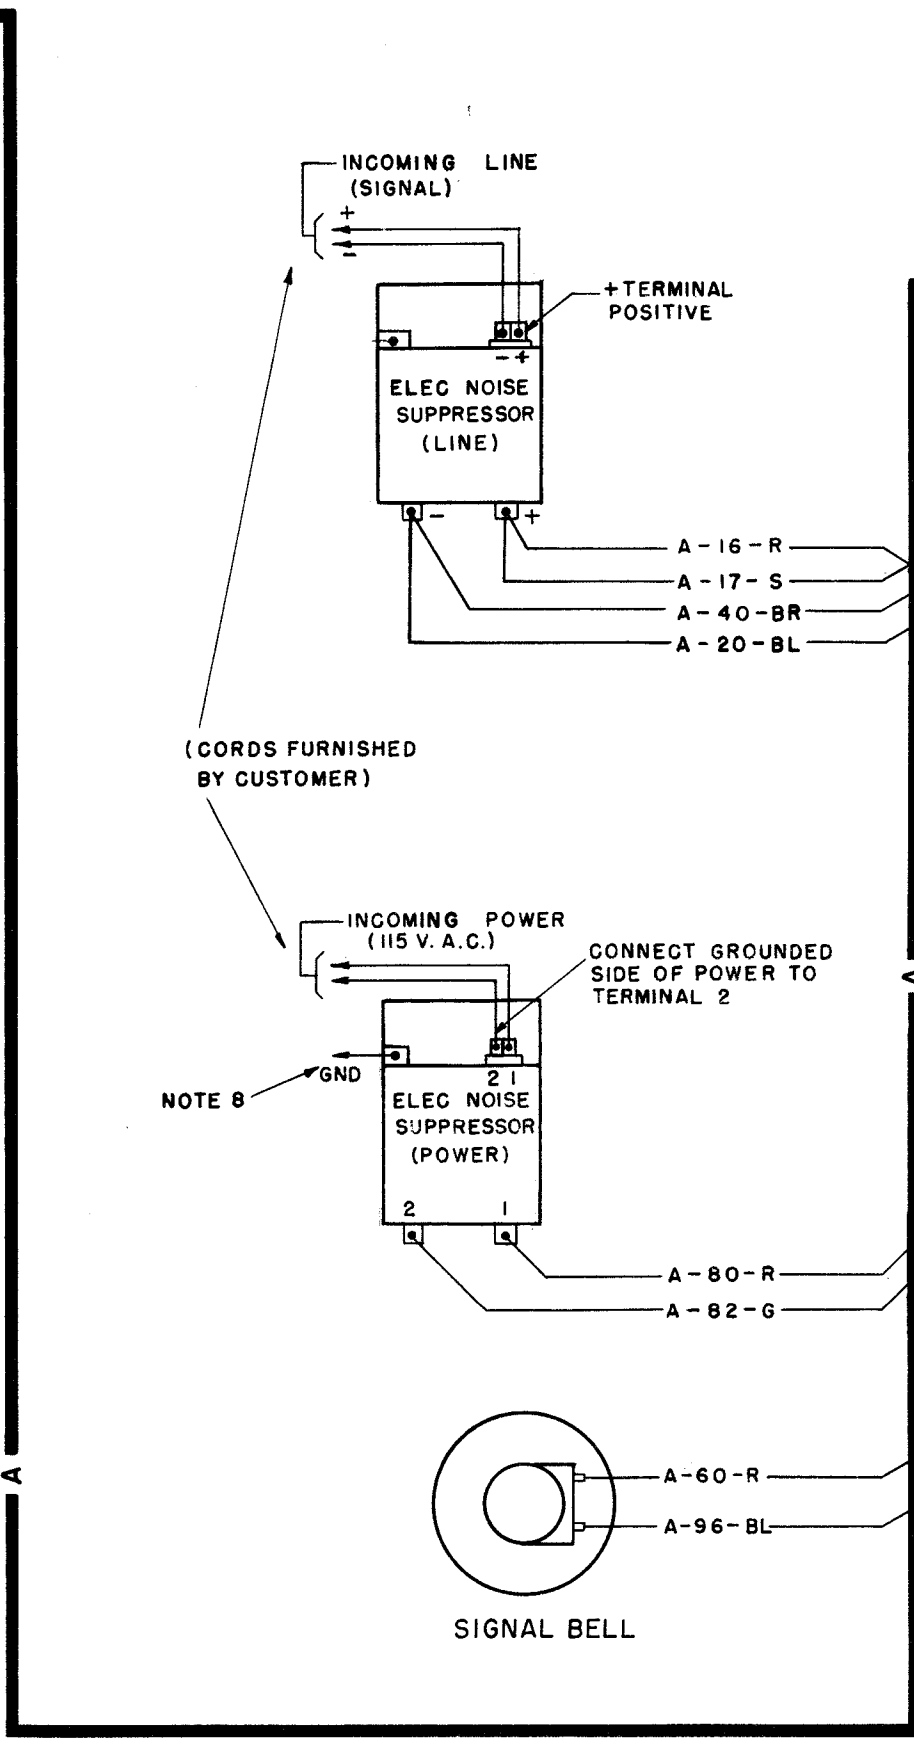 INCOMING LINE
(SIGNAL)
+
−
+ TERMINAL
POSITIVE
− +
ELEC NOISE
SUPPRESSOR
(LINE)
− +
A-16-R
A-17-S
A-40-BR
A-20-BL
(CORDS FURNISHED
BY CUSTOMER)
INCOMING POWER
(115 V. A.C.)
CONNECT GROUNDED
SIDE OF POWER TO
TERMINAL 2
A
GND
2 1
NOTE 8
ELEC NOISE
SUPPRESSOR
(POWER)
2 1
A-80-R
A-82-G
A
A-60-R
A-96-BL
SIGNAL BELL